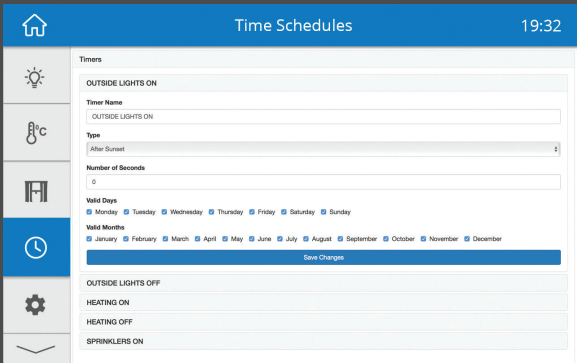 Time Schedules 19:32
Timers
OUTSIDE LIGHTS ON
Timer Name
OUTSIDE LIGHTS ON
Type
After Sunset
Number of Seconds
0
Valid Days
Monday Tuesday Wednesday Thursday Friday Saturday Sunday
Valid Months
January February March April May June July August September October November December
Save Changes
OUTSIDE LIGHTS OFF
HEATING ON
HEATING OFF
SPRINKLERS ON
°C